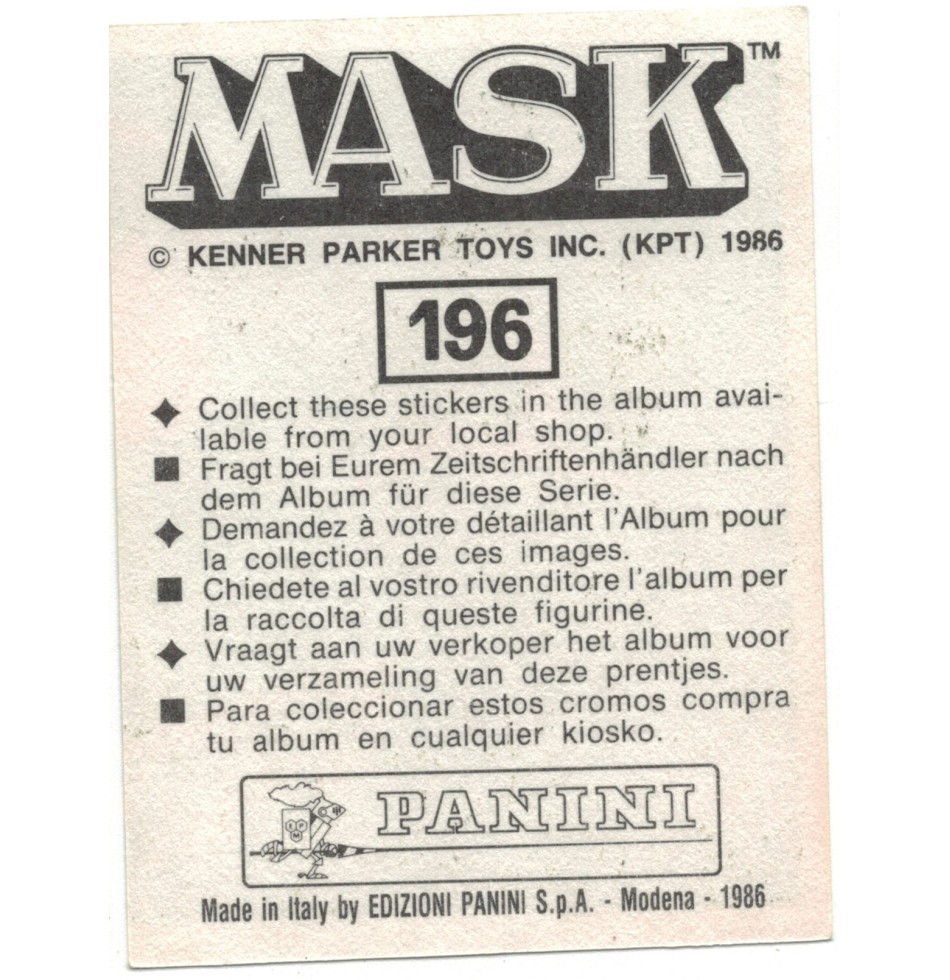 MASK™
© KENNER PARKER TOYS INC. (KPT) 1986
196
◆ Collect these stickers in the album avai-
lable from your local shop.
■ Fragt bei Eurem Zeitschriftenhändler nach
dem Album für diese Serie.
◆ Demandez à votre détaillant l'Album pour
la collection de ces images.
■ Chiedete al vostro rivenditore l'album per
la raccolta di queste figurine.
◆ Vraagt aan uw verkoper het album voor
uw verzameling van deze prentjes.
■ Para coleccionar estos cromos compra
tu album en cualquier kiosko.
PANINI
Made in Italy by EDIZIONI PANINI S.p.A. - Modena - 1986